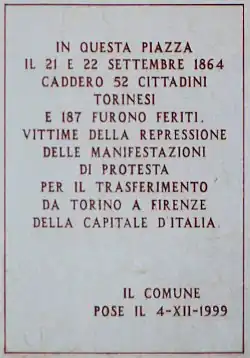 IN QUESTA PIAZZA
IL 21 E 22 SETTEMBRE 1864
CADDERO 52 CITTADINI
TORINESI
E 187 FURONO FERITI,
VITTIME DELLA REPRESSIONE
DELLE MANIFESTAZIONI
DI PROTESTA
PER IL TRASFERIMENTO
DA TORINO A FIRENZE
DELLA CAPITALE D'ITALIA
IL COMUNE
POSE IL 4-XII-1999